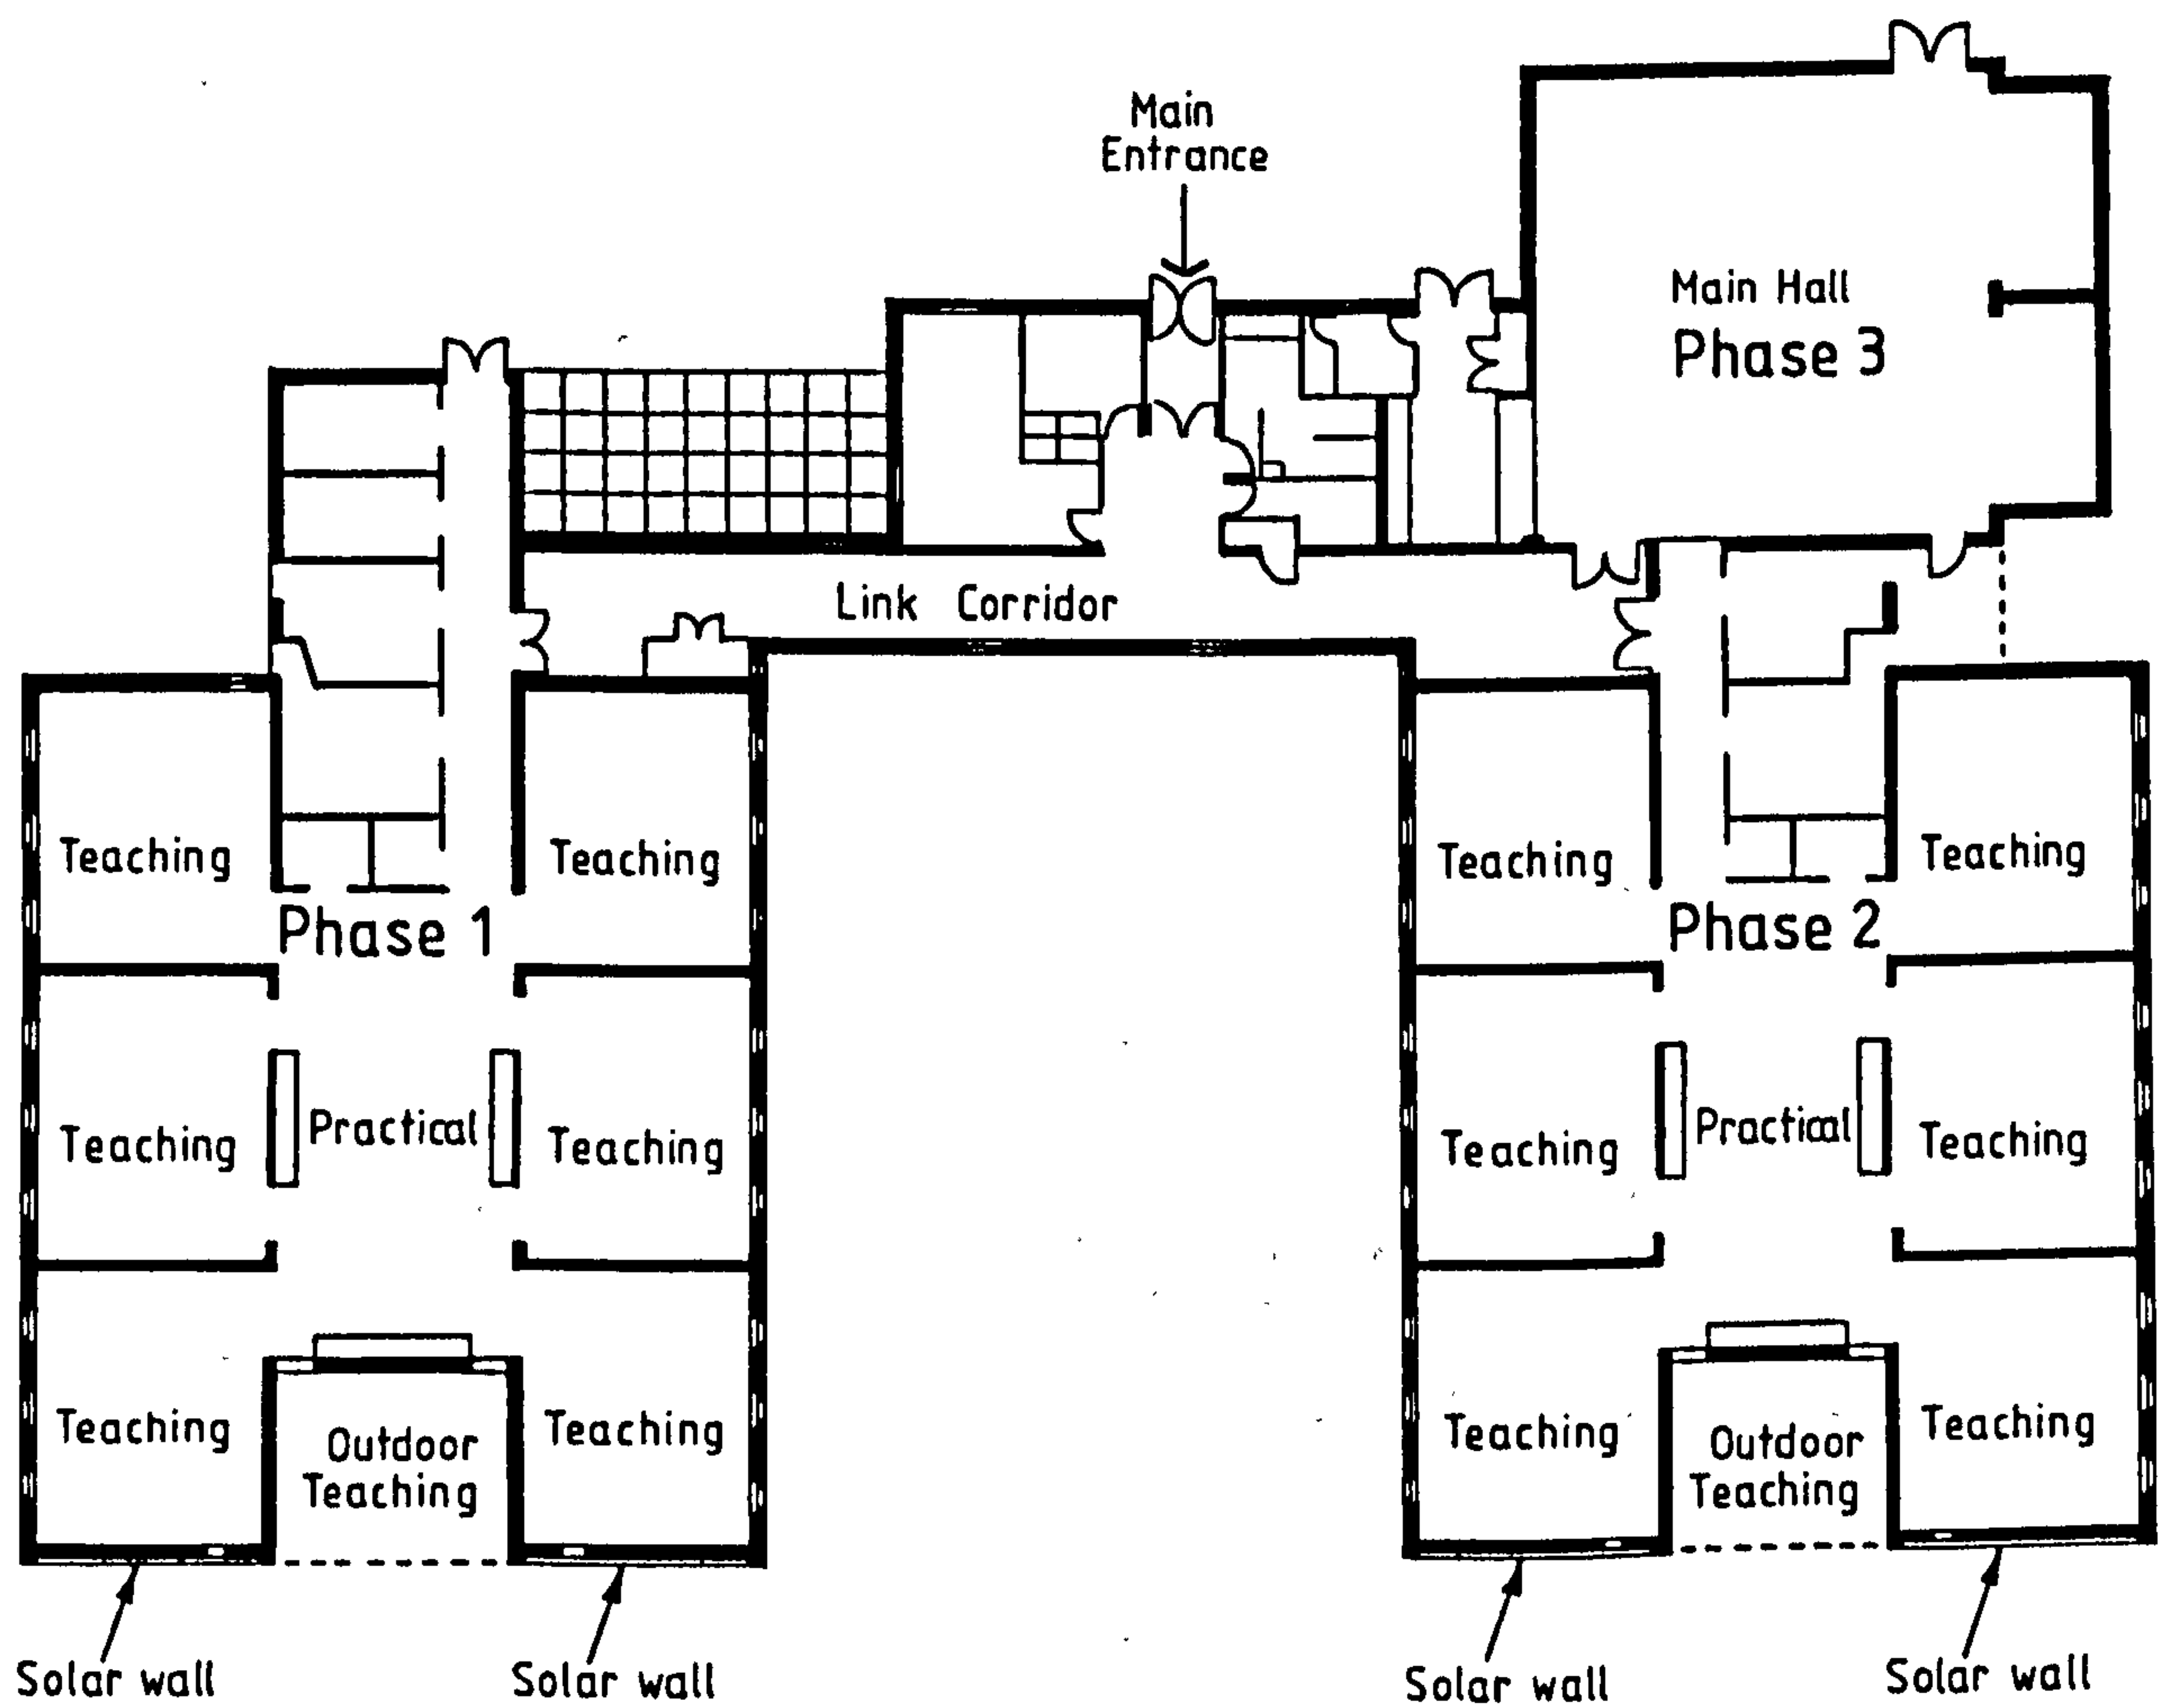 Main
Entrance
Main Hall
Phase 3
Link Corridor
Teaching
Teaching
Teaching
Teaching
Phase 1
Phase 2
Teaching
Practical
Teaching
Teaching
Practical
Teaching
Teaching
Outdoor
Teaching
Teaching
Teaching
Outdoor
Teaching
Teaching
Solar wall
Solar wall
Solar wall
Solar wall